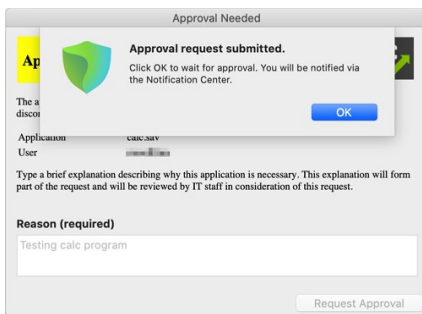 Approval Needed
Ap
Approval request submitted.
Click OK to wait for approval. You will be notified via
the Notification Center.
OK
The a
discon
Application calc.sav
User
Type a brief explanation describing why this application is necessary. This explanation will form
part of the request and will be reviewed by IT staff in consideration of this request.
Reason (required)
Testing calc program
Request Approval